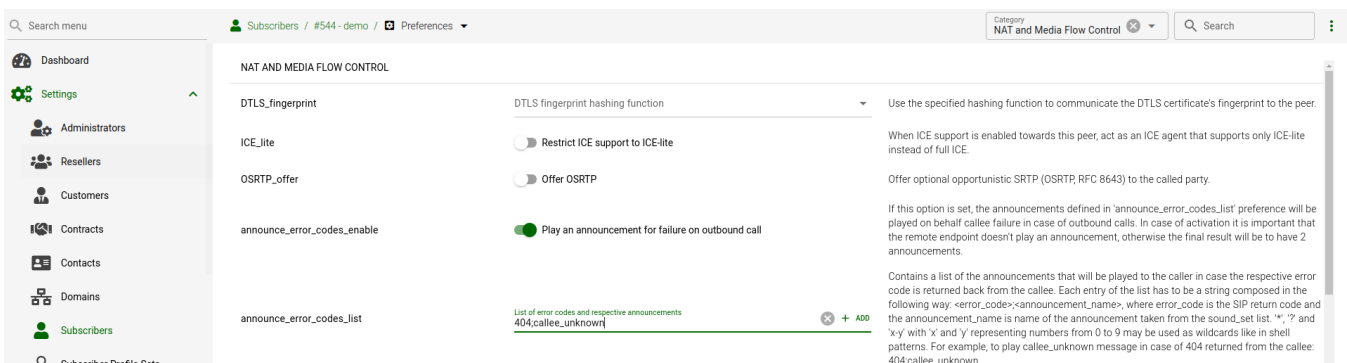 Search menu
Subscribers / #544 - demo / Preferences
Category
NAT and Media Flow Control
Search
Dashboard
Settings
Administrators
Resellers
Customers
Contracts
Contacts
Domains
Subscribers
Subscriber Profile Sets
NAT AND MEDIA FLOW CONTROL
DTLS_fingerprint
DTLS fingerprint hashing function
Use the specified hashing function to communicate the DTLS certificate's fingerprint to the peer.
ICE_lite
Restrict ICE support to ICE-lite
When ICE support is enabled towards this peer, act as an ICE agent that supports only ICE-lite
instead of full ICE.
OSRTP_offer
Offer OSRTP
Offer optional opportunistic SRTP (OSRTP, RFC 8643) to the called party.
announce_error_codes_enable
Play an announcement for failure on outbound call
If this option is set, the announcements defined in 'announce_error_codes_list' preference will be
played on behalf callee failure in case of outbound calls. In case of activation it is important that
the remote endpoint doesn't play an announcement, otherwise the final result will be to have 2
announcements.
announce_error_codes_list
List of error codes and respective announcements
404;callee_unknown
+ ADD
Contains a list of the announcements that will be played to the caller in case the respective error
code is returned back from the callee. Each entry of the list has to be a string composed in the
following way: <error_code>;<announcement_name>, where error_code is the SIP return code and
the announcement_name is name of the announcement taken from the sound_set list. '*', '?' and
'x-y' with 'x' and 'y' representing numbers from 0 to 9 may be used as wildcards like in shell
patterns. For example, to play callee_unknown message in case of 404 returned from the callee:
404;callee_unknown